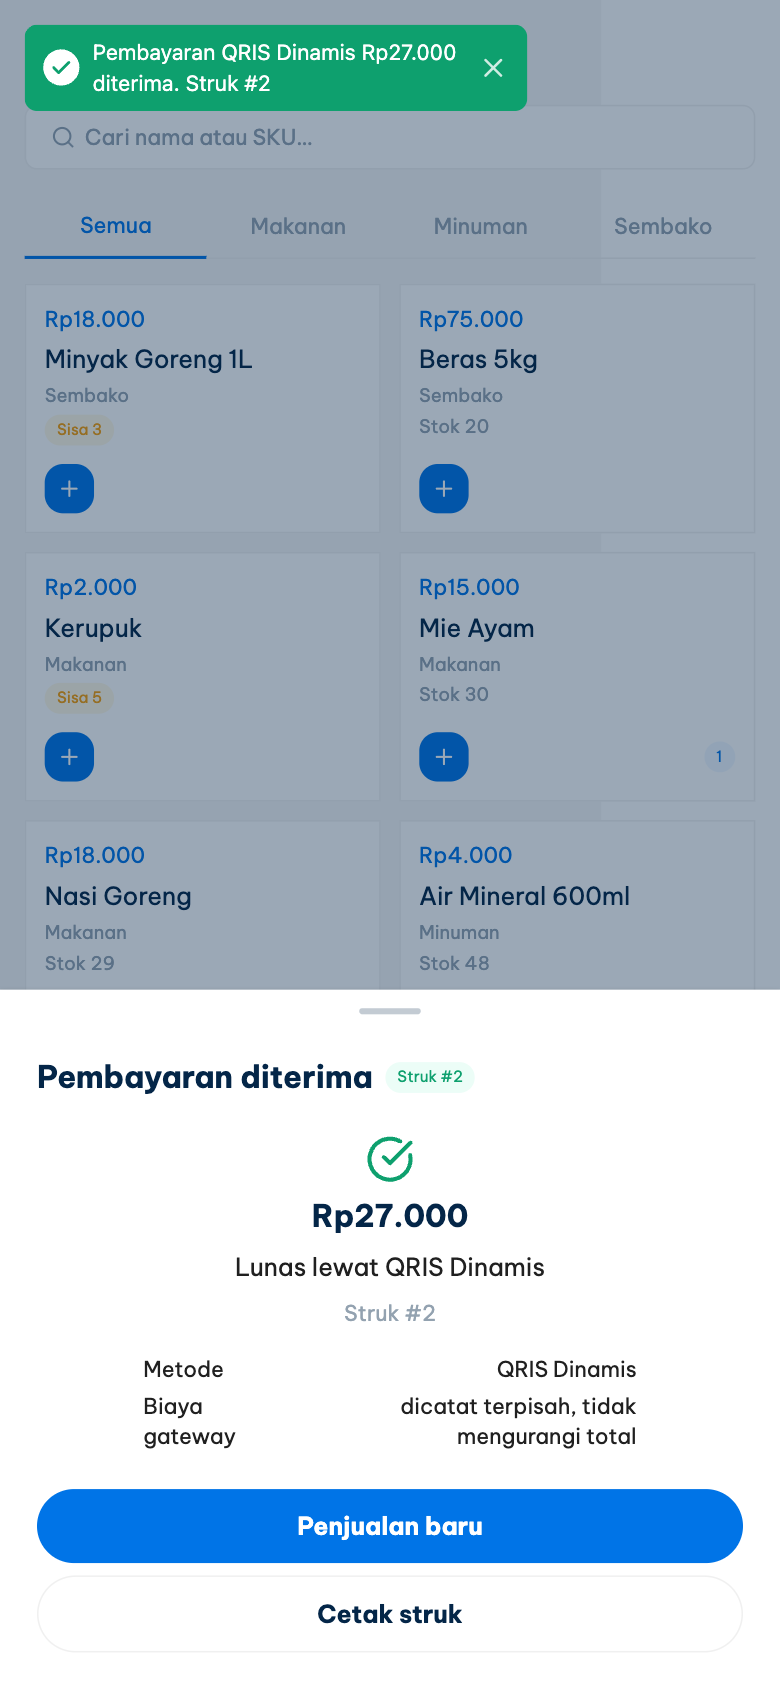 Pembayaran QRIS Dinamis Rp27.000
diterima. Struk #2
Cari nama atau SKU...
Semua
Makanan
Minuman
Sembako
Rp18.000
Minyak Goreng 1L
Sembako
Sisa 3
Rp75.000
Beras 5kg
Sembako
Stok 20
Rp2.000
Kerupuk
Makanan
Sisa 5
Rp15.000
Mie Ayam
Makanan
Stok 30
1
Rp18.000
Nasi Goreng
Makanan
Stok 29
Rp4.000
Air Mineral 600ml
Minuman
Stok 48
Pembayaran diterima
Struk #2
Rp27.000
Lunas lewat QRIS Dinamis
Struk #2
Metode
QRIS Dinamis
Biaya
gateway
dicatat terpisah, tidak
mengurangi total
Penjualan baru
Cetak struk